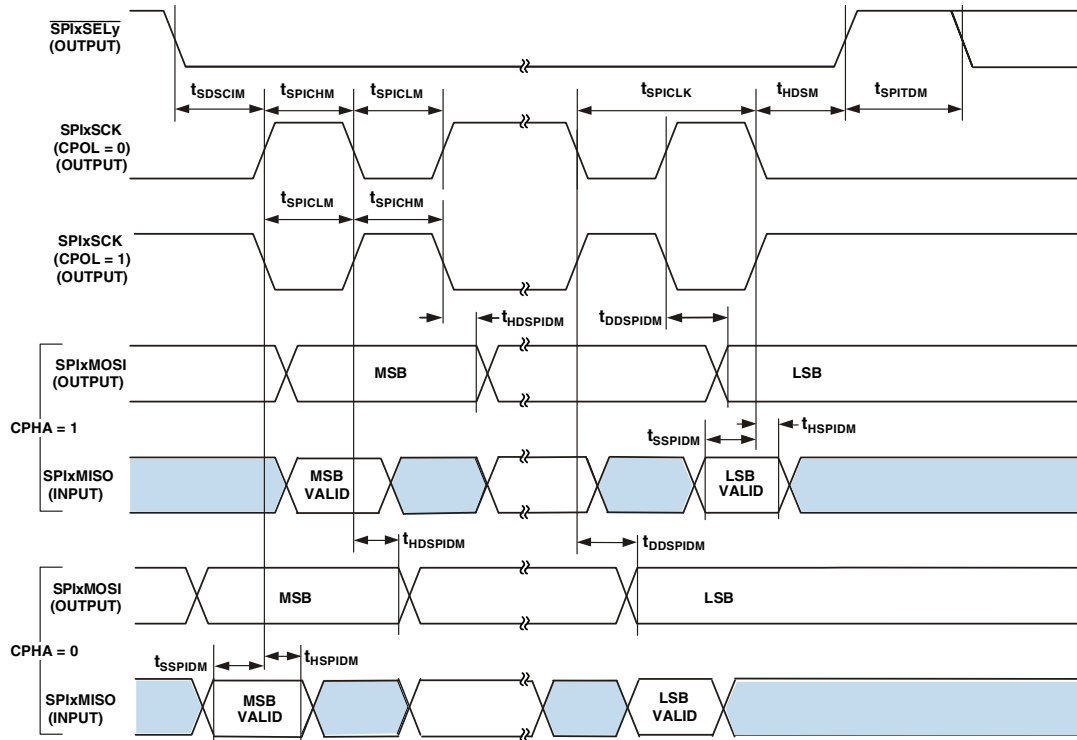 SPIxSELy
(OUTPUT)
tSDSCIM
tSPICHM
tSPICLM
tSPICLK
tHDSM
tSPITDM
SPIxSCK
(CPOL = 0)
(OUTPUT)
tSPICLM
tSPICHM
SPIxSCK
(CPOL = 1)
(OUTPUT)
tHDSPIDM
tDDSPIDM
SPIxMOSI
(OUTPUT)
MSB
LSB
CPHA = 1
tSSPIDM
tHSPIDM
SPIxMISO
(INPUT)
MSB
VALID
LSB
VALID
tHDSPIDM
tDDSPIDM
SPIxMOSI
(OUTPUT)
MSB
LSB
CPHA = 0
tSSPIDM
tHSPIDM
SPIxMISO
(INPUT)
MSB
VALID
LSB
VALID